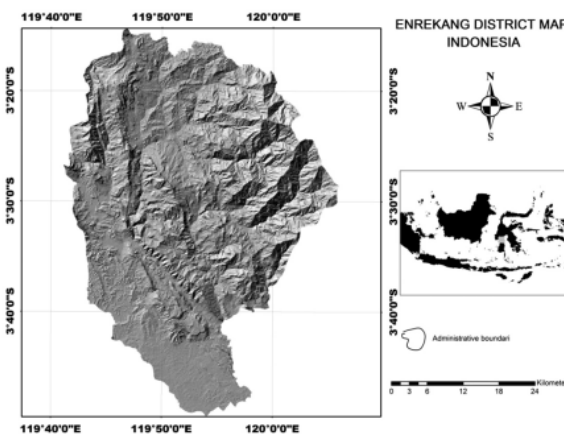 119°40'0"E 119°50'0"E 120°0'0"E
ENREKANG DISTRICT MAP
INDONESIA
N
W E
S
3°20'0"S 3°20'0"S
3°30'0"S 3°30'0"S
3°40'0"S 3°40'0"S
Administrative boundari
Kilomete
0 3 6 12 18 24
119°40'0"E 119°50'0"E 120°0'0"E